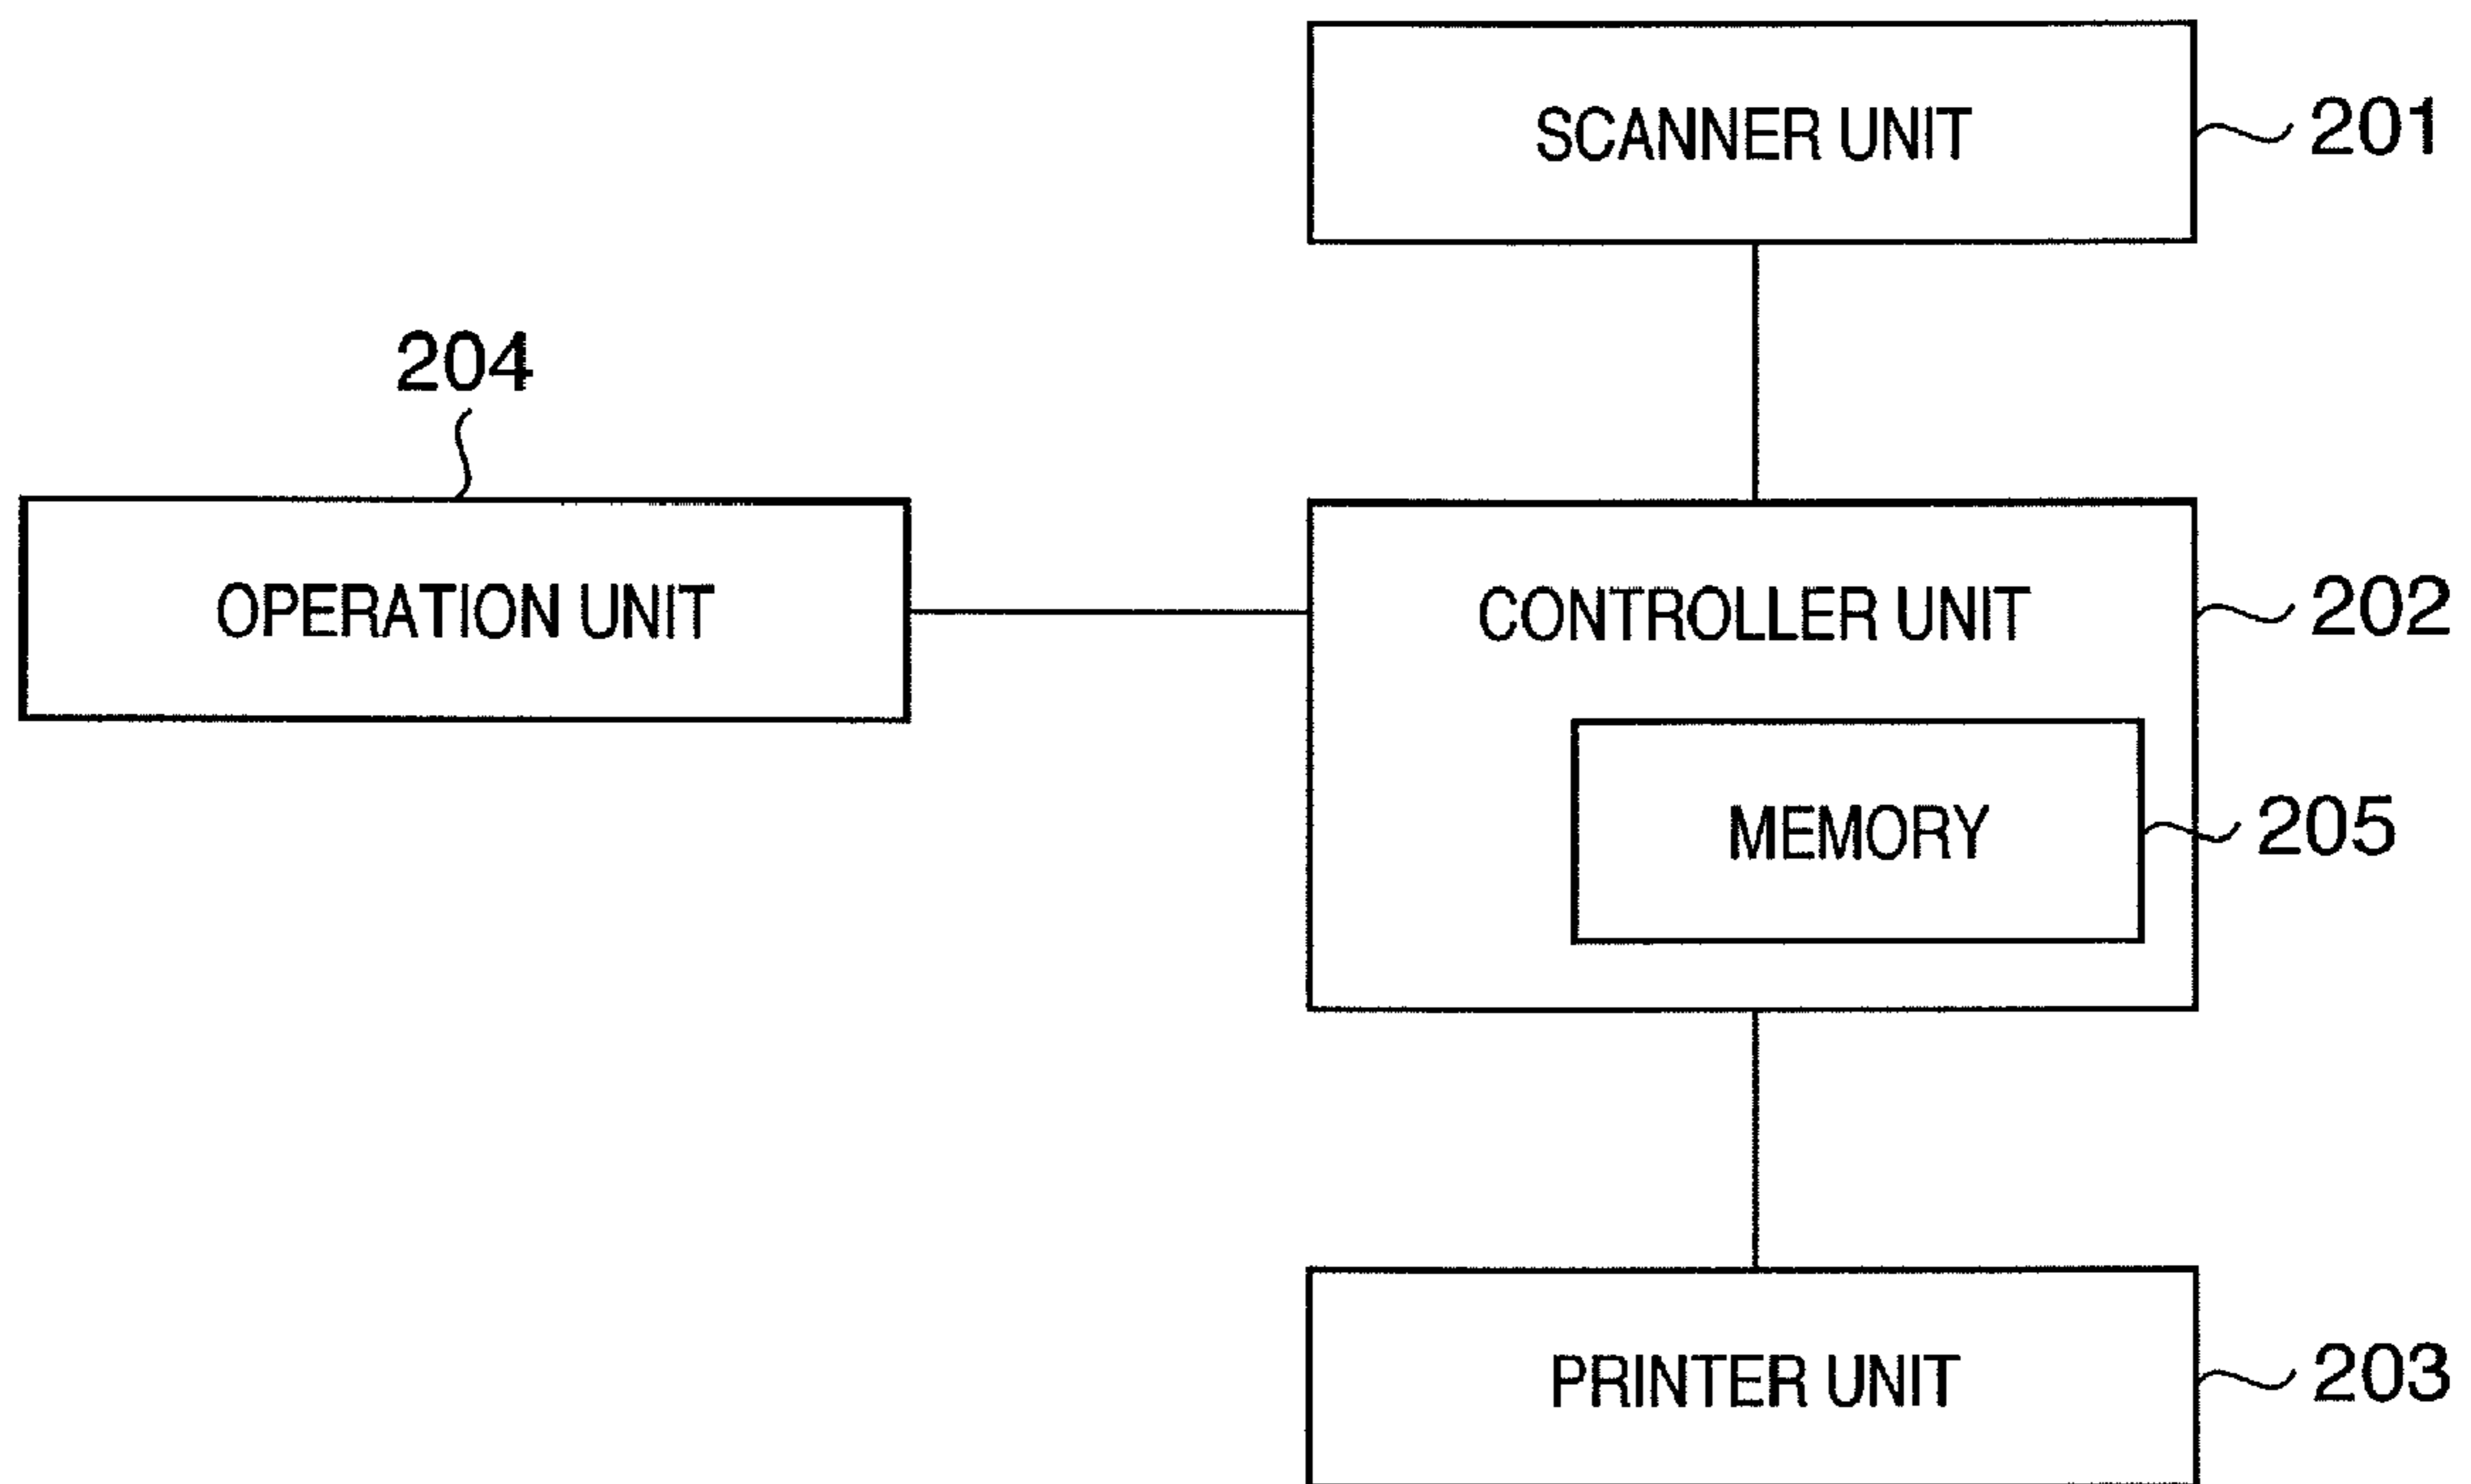 SCANNER UNIT
201
204
OPERATION UNIT
CONTROLLER UNIT
202
MEMORY
205
PRINTER UNIT
203